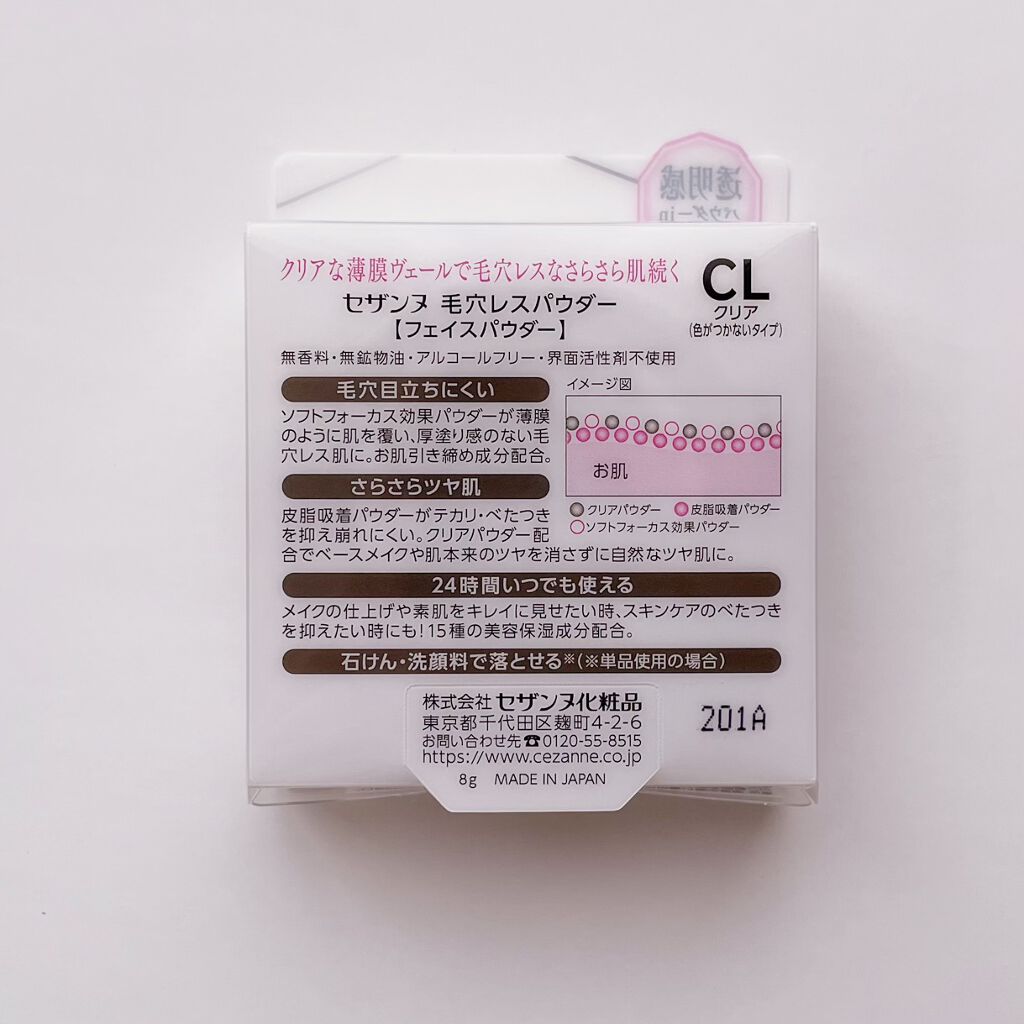 透明感
パウダーin
クリアな薄膜ヴェールで毛穴レスなさらさら肌続く
セザンヌ 毛穴レスパウダー
【フェイスパウダー】
CL
クリア
(色がつかないタイプ)
無香料・無鉱物油・アルコールフリー・界面活性剤不使用
毛穴目立ちにくい
ソフトフォーカス効果パウダーが薄膜
のように肌を覆い、厚塗り感のない毛
穴レス肌に。お肌引き締め成分配合。
イメージ図
お肌
クリアパウダー 皮脂吸着パウダー
ソフトフォーカス効果パウダー
さらさらツヤ肌
皮脂吸着パウダーがテカリ・べたつき
を抑え崩れにくい。クリアパウダー配
合でベースメイクや肌本来のツヤを消さずに自然なツヤ肌に。
24時間いつでも使える
メイクの仕上げや素肌をキレイに見せたい時、スキンケアのべたつき
を抑えたい時にも!15種の美容保湿成分配合。
石けん・洗顔料で落とせる※(※単品使用の場合)
株式会社 セザンヌ化粧品
東京都千代田区麹町4-2-6
お問い合わせ先☎0120-55-8515
https://www.cezanne.co.jp
8g MADE IN JAPAN
201A